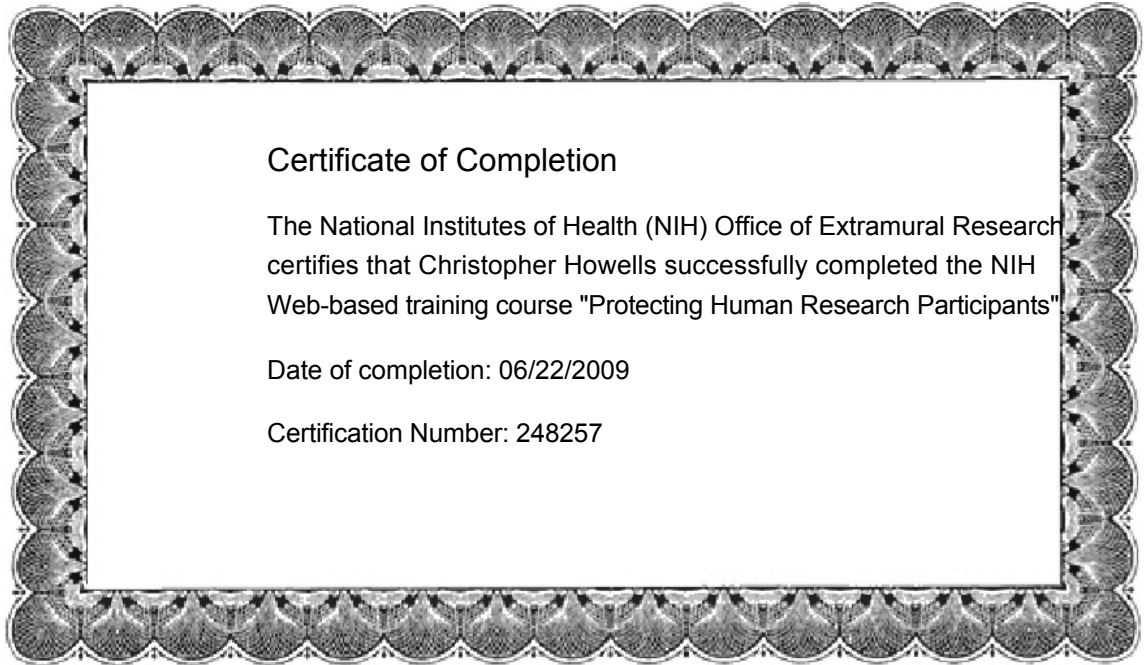 Certificate of Completion
The National Institutes of Health (NIH) Office of Extramural Research
certifies that Christopher Howells successfully completed the NIH
Web-based training course "Protecting Human Research Participants".
Date of completion: 06/22/2009
Certification Number: 248257